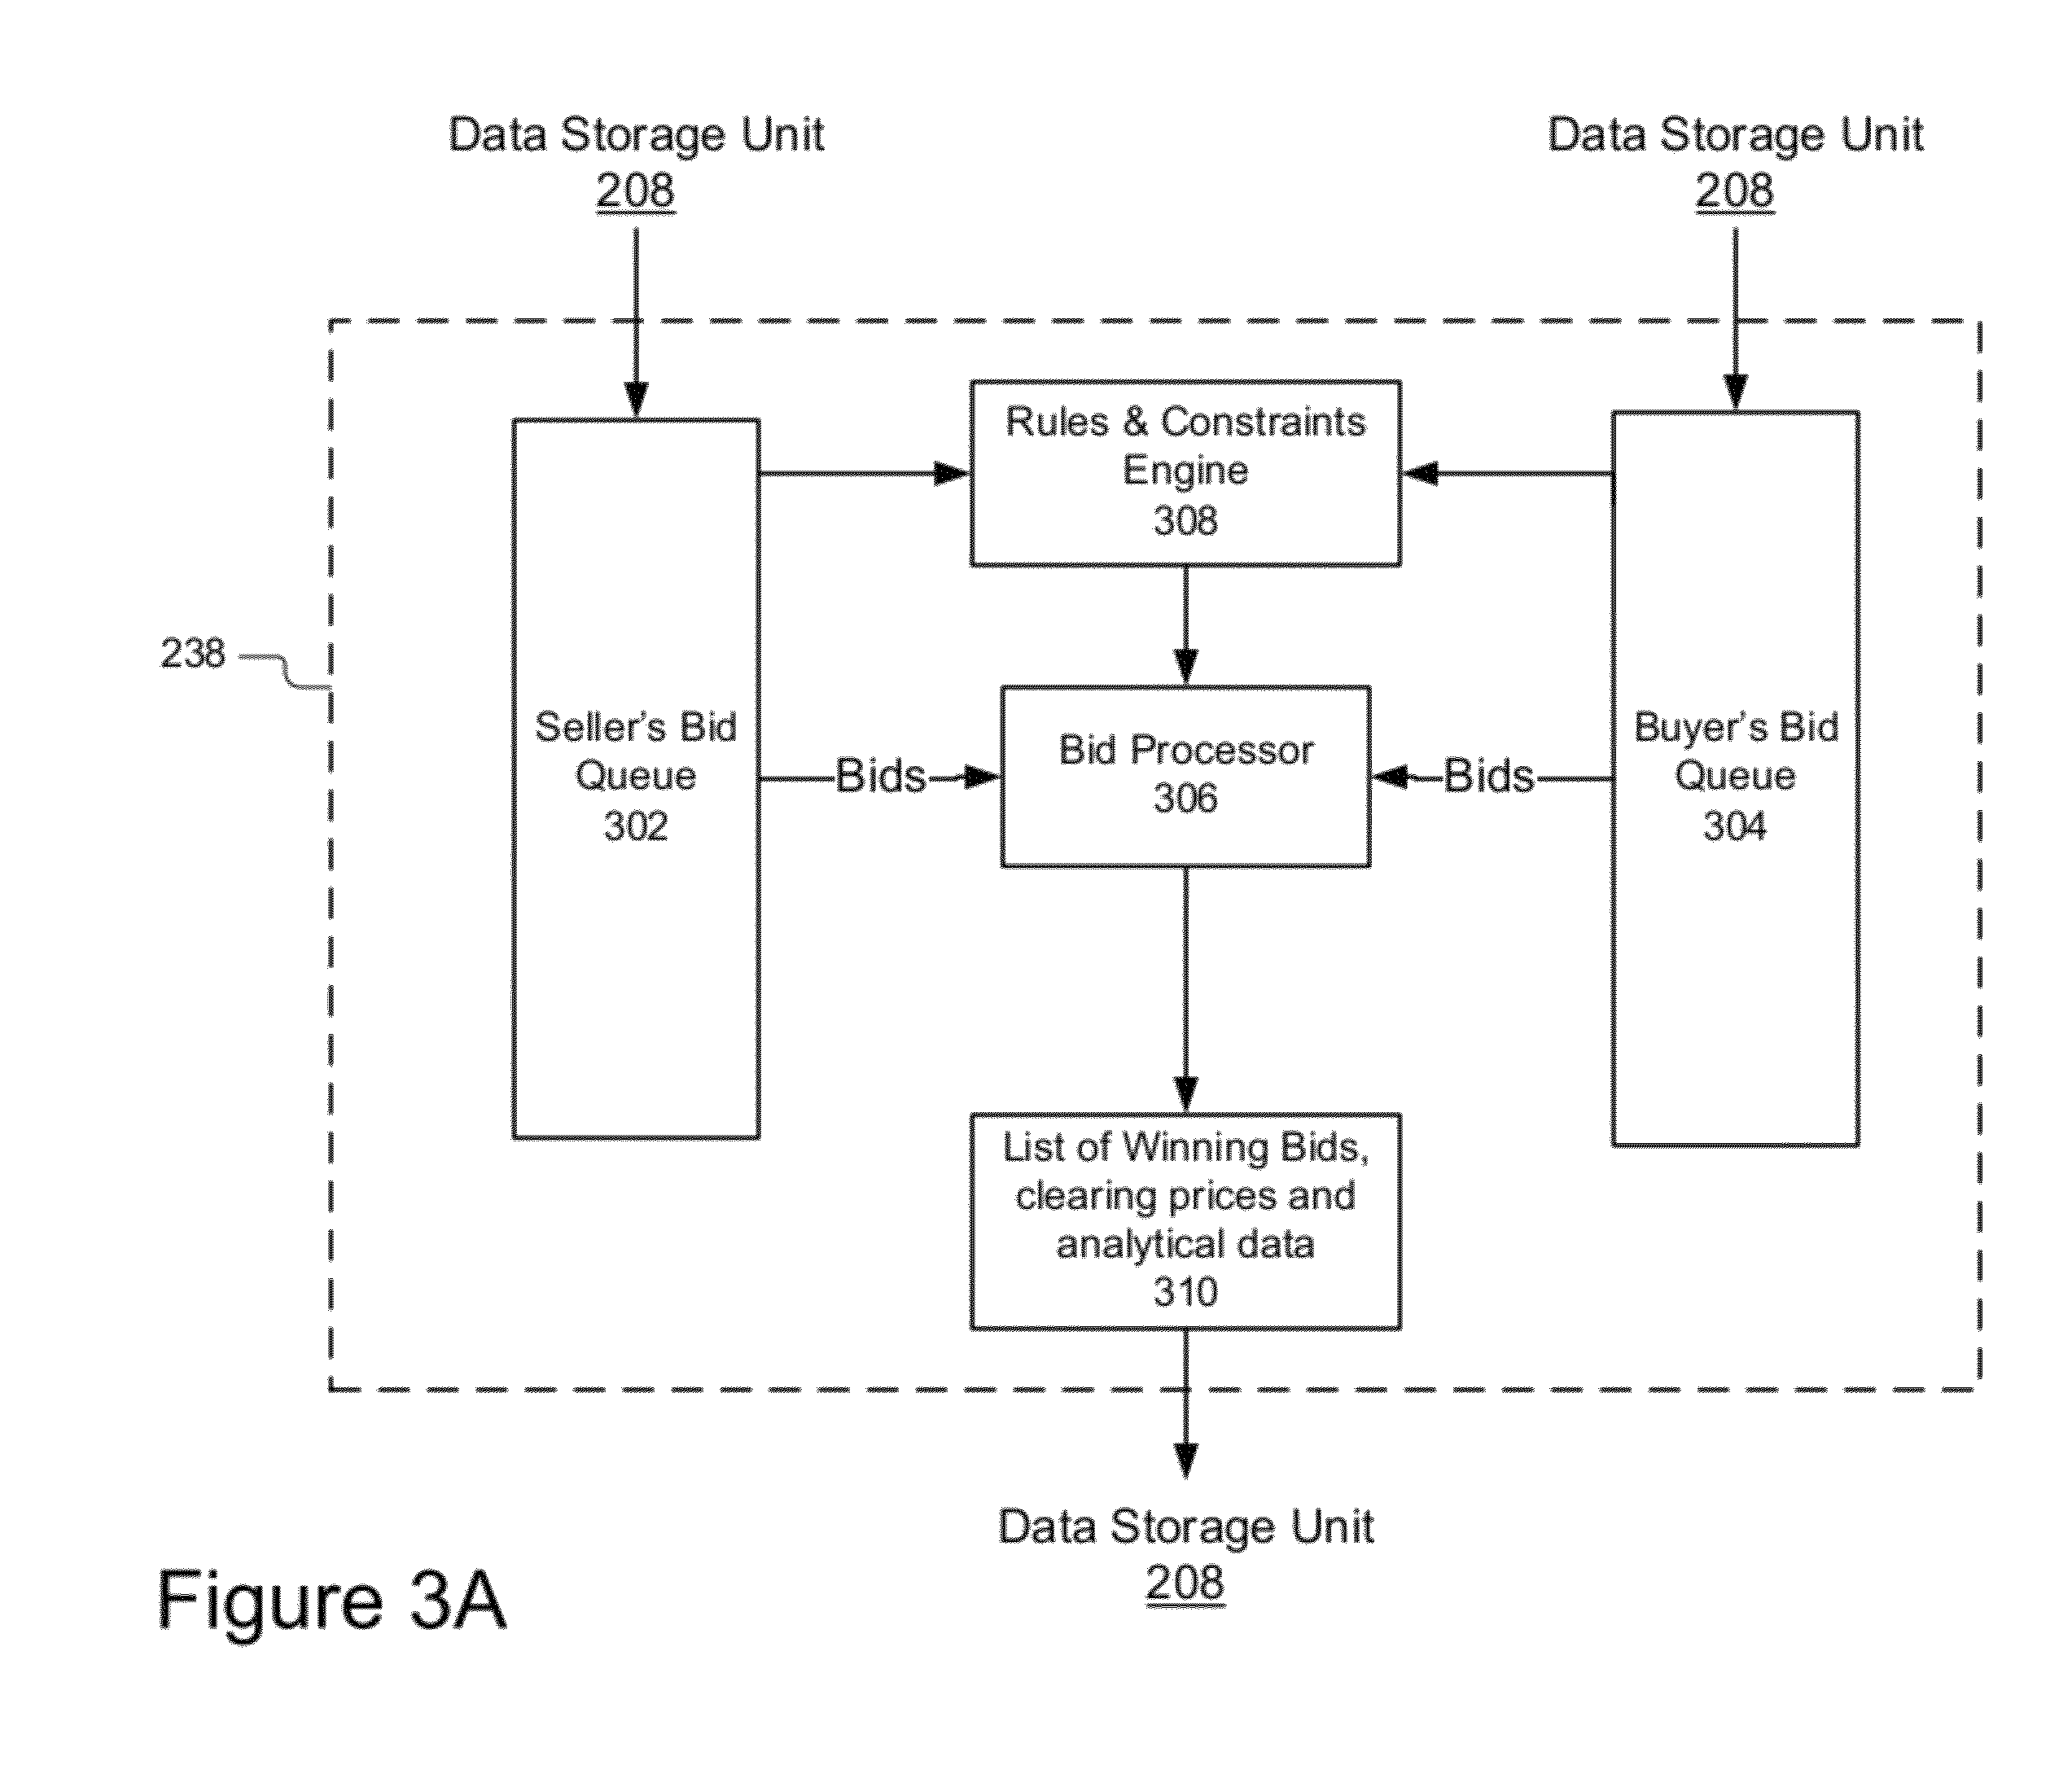 Data Storage Unit
208
Data Storage Unit
208
Rules & Constraints
Engine
308
238
Seller's Bid
Queue
302
Bids
Bid Processor
306
Bids
Buyer's Bid
Queue
304
List of Winning Bids,
clearing prices and
analytical data
310
Data Storage Unit
208
Figure 3A